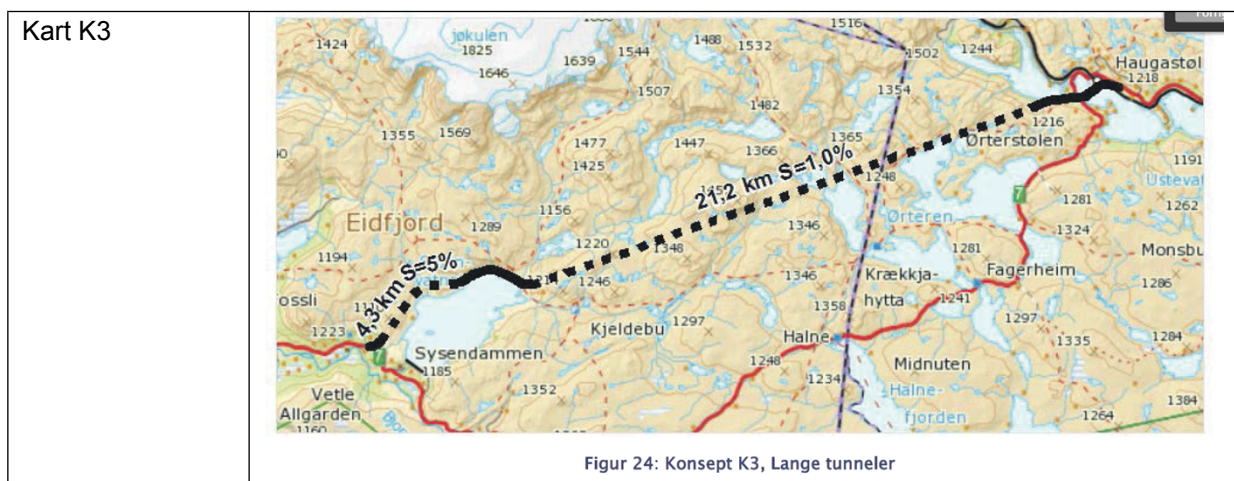 Kart K3
1516
1424
jøkulen
1825
1646
1639
1544
1488
1532
1502
1244
Haugastøl
1218
1507
1354
1482
1216
1355
1569
1477
1425
1447
1366
1365
Ørterstølen
1191
21,2 km S=1,0%
1248
Ustevat
7
1281
1262
Eidfjord
1289
1156
1348
1346
Ørteren
1324
1194
1220
1281
Monsbu
4,3 km S=5%
1246
1346
Krækkja-
hytta
Fagerheim
1286
1241
1358
1223
Kjeldebu
1297
Halne
1297
1335
1284
7
Sysendammen
1185
1248
1234
Midnuten
Vetle
Allgarden
1352
Halne-
fjorden
1384
1264
1160
Figur 24: Konsept K3, Lange tunneler